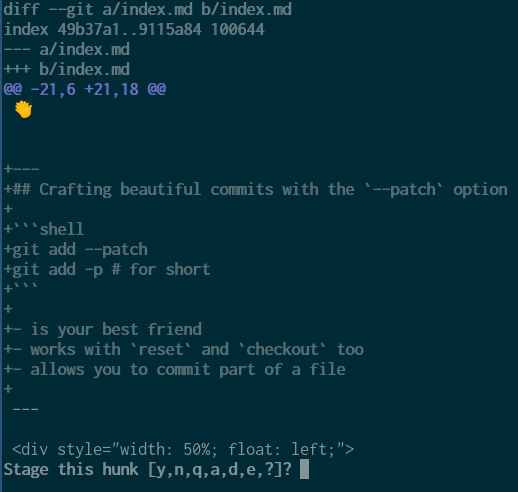 diff --git a/index.md b/index.md
index 49b37a1..9115a84 100644
--- a/index.md
+++ b/index.md
@@ -21,6 +21,18 @@
 👏
+---
+## Crafting beautiful commits with the `--patch` option
+
+```shell
+git add --patch
+git add -p # for short
+```
+
+- is your best friend
+- works with `reset` and `checkout` too
+- allows you to commit part of a file
+
 ---
 <div style="width: 50%; float: left;">
Stage this hunk [y,n,q,a,d,e,?]?